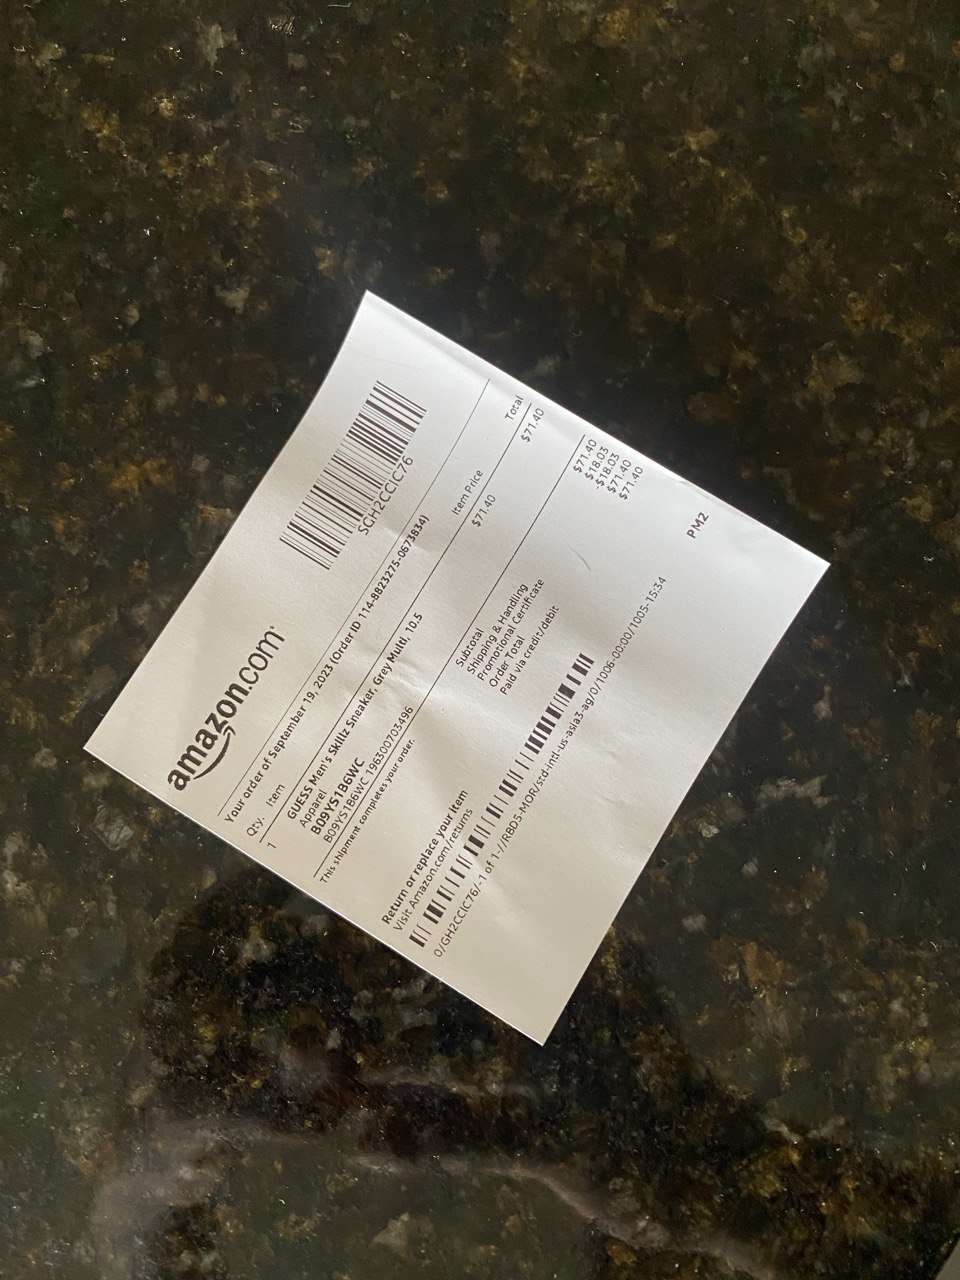 amazon.com
SGH2CCIC76
Your order of September 19, 2023 (Order ID 114-8823275-0673834)
Qty. Item Item Price Total
1 GUESS Men's Skillz Sneaker, Grey Multi, 10.5 $71.40 $71.40
Apparel
B09YS1B6WC
B09YS1B6WC 196300703496
This shipment completes your order.
Subtotal $71.40
Shipping & Handling $18.03
Promotional Certificate -$18.03
Order Total $71.40
Paid via credit/debit $71.40
Return or replace your item
Visit Amazon.com/returns
0/GH2CCIC76/-1 of 1-//RBD5-MOR/std-intl-us-asia3-ag/0/1006-00:00/1005-15:34
PM2